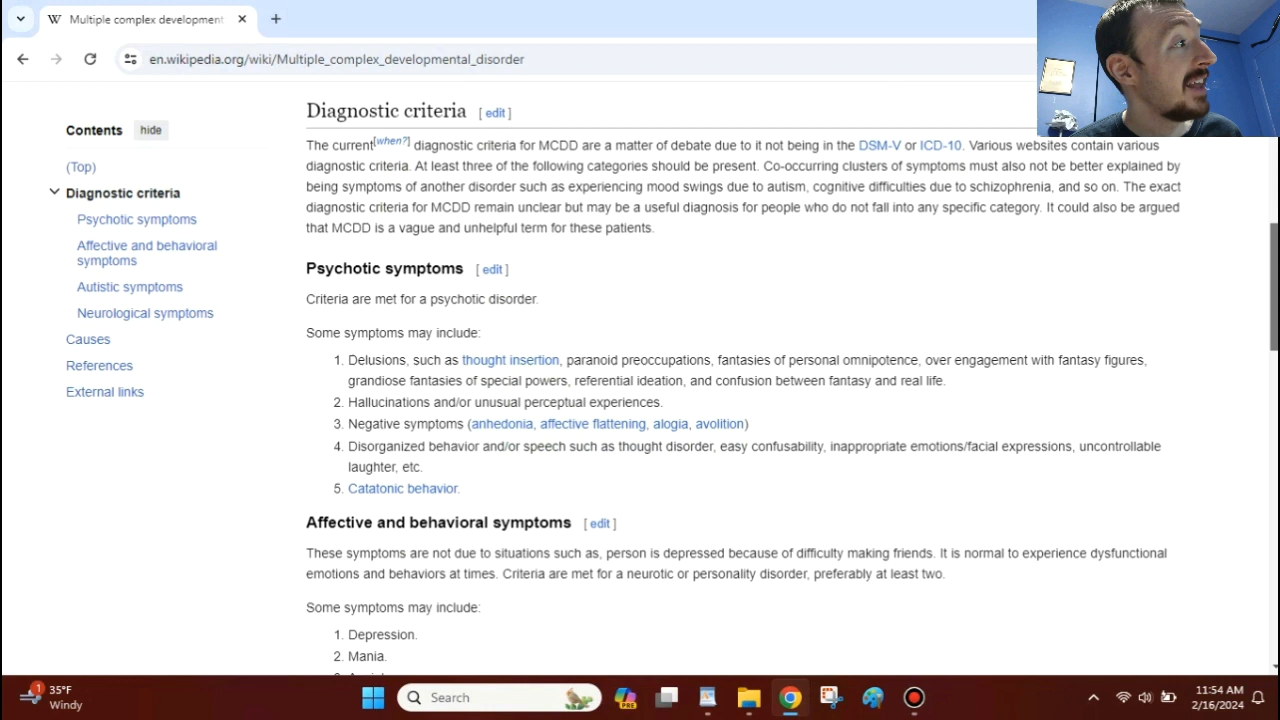 Multiple complex development
en.wikipedia.org/wiki/Multiple_complex_developmental_disorder
Contents hide
(Top)
Diagnostic criteria
Psychotic symptoms
Affective and behavioral
symptoms
Autistic symptoms
Neurological symptoms
Causes
References
External links
Diagnostic criteria [ edit ]
The current[when?] diagnostic criteria for MCDD are a matter of debate due to it not being in the DSM-V or ICD-10. Various websites contain various
diagnostic criteria. At least three of the following categories should be present. Co-occurring clusters of symptoms must also not be better explained by
being symptoms of another disorder such as experiencing mood swings due to autism, cognitive difficulties due to schizophrenia, and so on. The exact
diagnostic criteria for MCDD remain unclear but may be a useful diagnosis for people who do not fall into any specific category. It could also be argued
that MCDD is a vague and unhelpful term for these patients.
Psychotic symptoms [ edit ]
Criteria are met for a psychotic disorder.
Some symptoms may include:
1. Delusions, such as thought insertion, paranoid preoccupations, fantasies of personal omnipotence, over engagement with fantasy figures,
grandiose fantasies of special powers, referential ideation, and confusion between fantasy and real life.
2. Hallucinations and/or unusual perceptual experiences.
3. Negative symptoms (anhedonia, affective flattening, alogia, avolition)
4. Disorganized behavior and/or speech such as thought disorder, easy confusability, inappropriate emotions/facial expressions, uncontrollable
laughter, etc.
5. Catatonic behavior.
Affective and behavioral symptoms [ edit ]
These symptoms are not due to situations such as, person is depressed because of difficulty making friends. It is normal to experience dysfunctional
emotions and behaviors at times. Criteria are met for a neurotic or personality disorder, preferably at least two.
Some symptoms may include:
1. Depression.
2. Mania.
1
35°F
Windy
Search
PRE
11:54 AM
2/16/2024